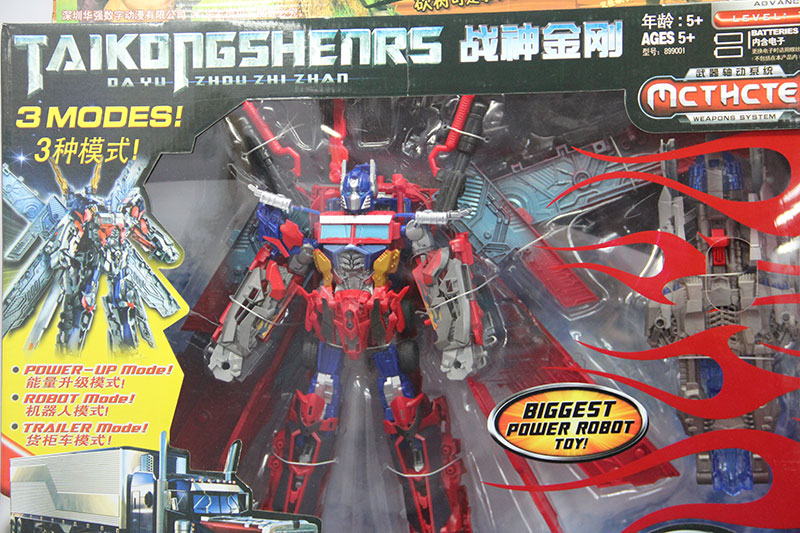 深圳华强数字动漫有限公司
TAIKONGSHENRS 战神金刚
DA YU ZHOU ZHI ZHAN
年龄:5+
AGES 5+
型号:899001
ADVANC
LEVEL:
BATTERIES
内含电子
武器轴动系统
MCTHCTE
WEAPONS SYSTEM
3 MODES!
3种模式!
• POWER-UP Mode!
能量升级模式!
• ROBOT Mode!
机器人模式!
• TRAILER Mode!
货柜车模式!
BIGGEST
POWER ROBOT
TOY!